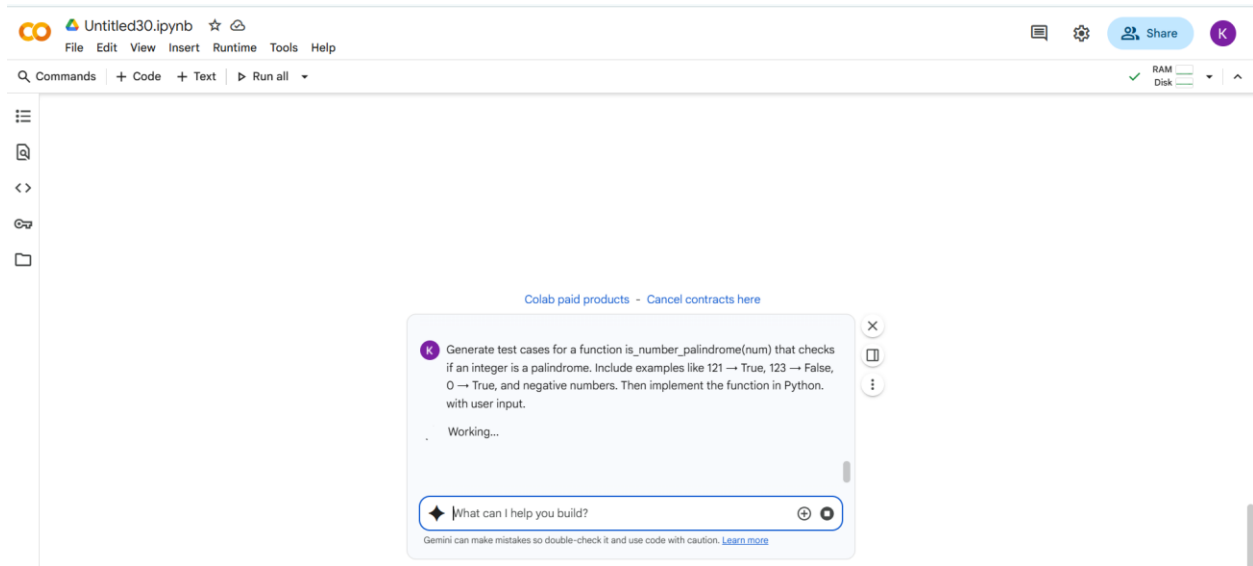 Untitled30.ipynb
File Edit View Insert Runtime Tools Help
Share
K
Commands + Code + Text Run all
RAM
Disk
Colab paid products - Cancel contracts here
K
Generate test cases for a function is_number_palindrome(num) that checks
if an integer is a palindrome. Include examples like 121 → True, 123 → False,
0 → True, and negative numbers. Then implement the function in Python.
with user input.
Working...
What can I help you build?
Gemini can make mistakes so double-check it and use code with caution. Learn more